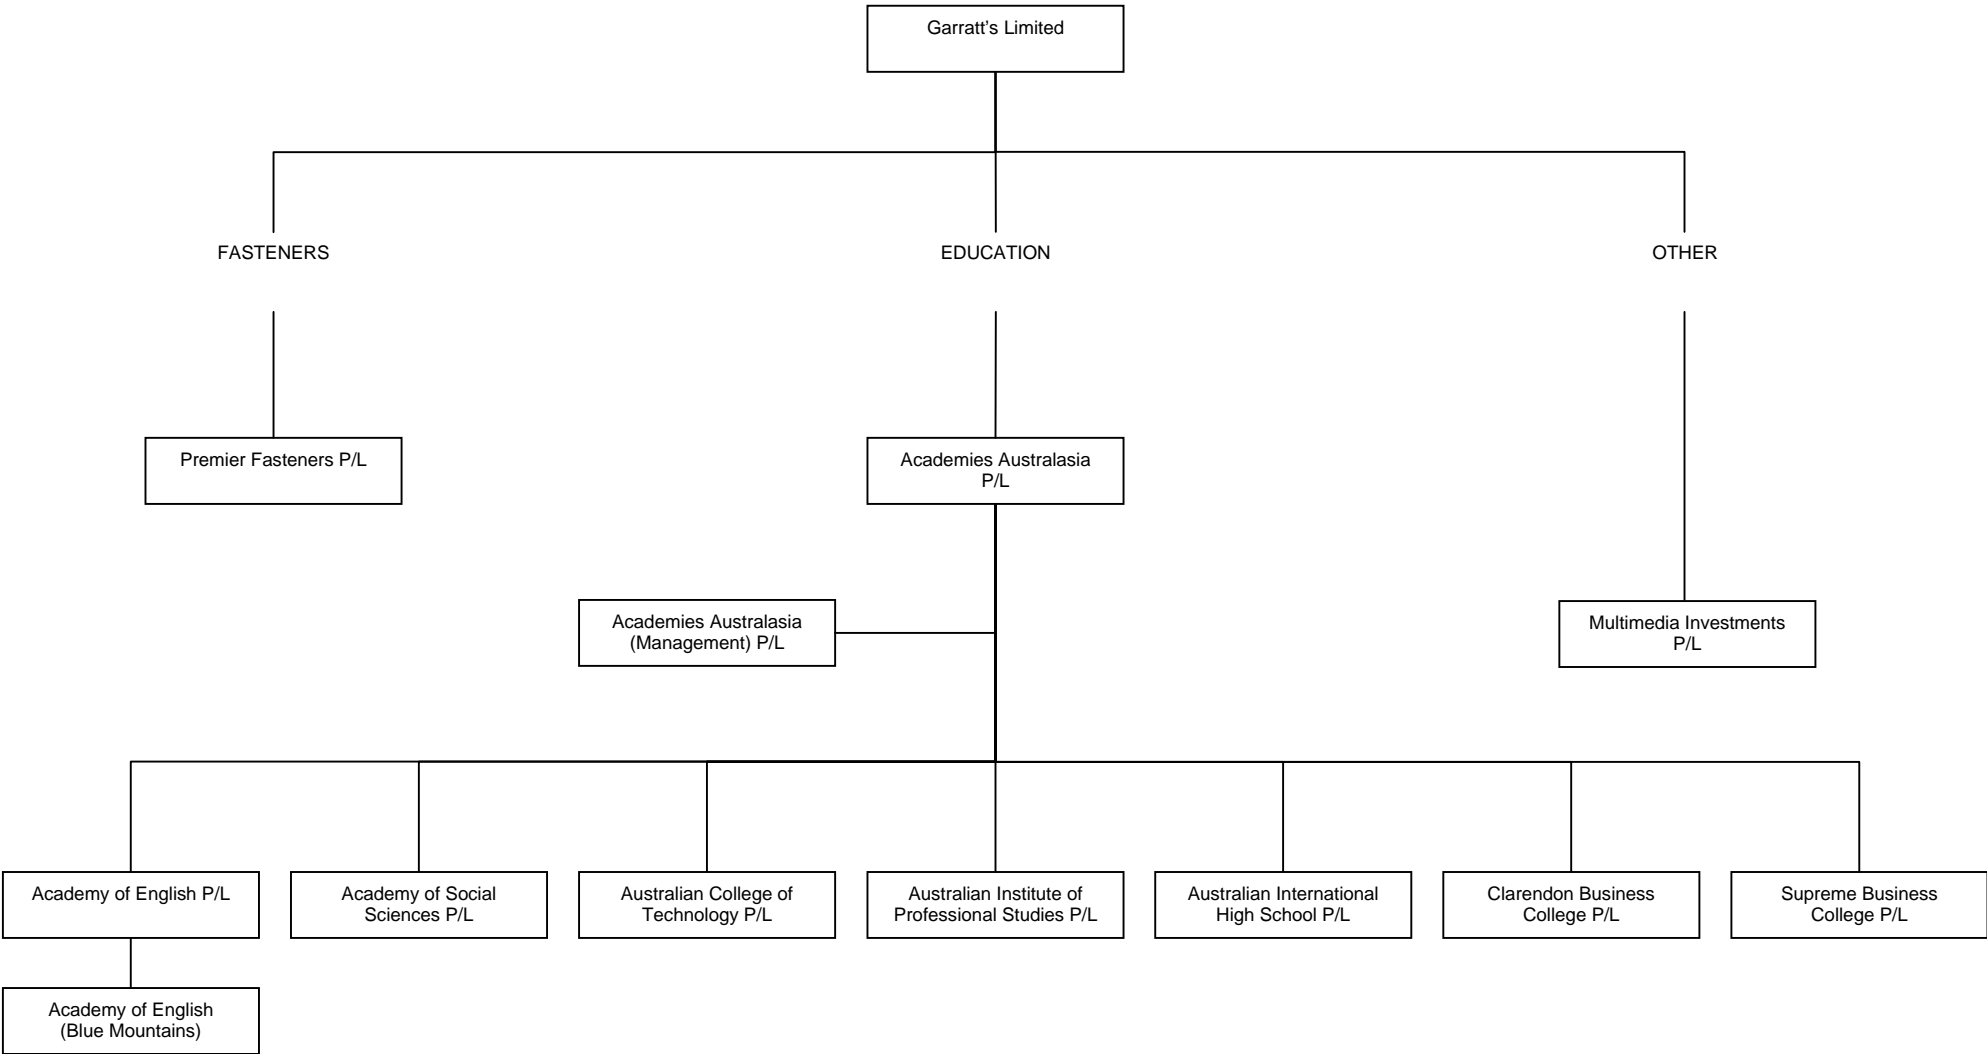 Garratt's Limited
FASTENERS
EDUCATION
OTHER
Premier Fasteners P/L
Academies Australasia
P/L
Academies Australasia
(Management) P/L
Multimedia Investments
P/L
Academy of English P/L
Academy of Social
Sciences P/L
Australian College of
Technology P/L
Australian Institute of
Professional Studies P/L
Australian International
High School P/L
Clarendon Business
College P/L
Supreme Business
College P/L
Academy of English
(Blue Mountains)